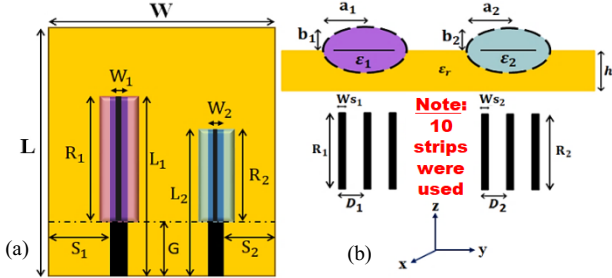 W
W₁
W₂
L
R₁
L₁
L₂
R₂
S₁
G
S₂
(a)
a₁
a₂
b₁
b₂
ε₁
ε₂
εᵣ
h
Ws₁
Ws₂
Note:
10
strips
were
used
R₁
R₂
D₁
D₂
z
y
x
(b)